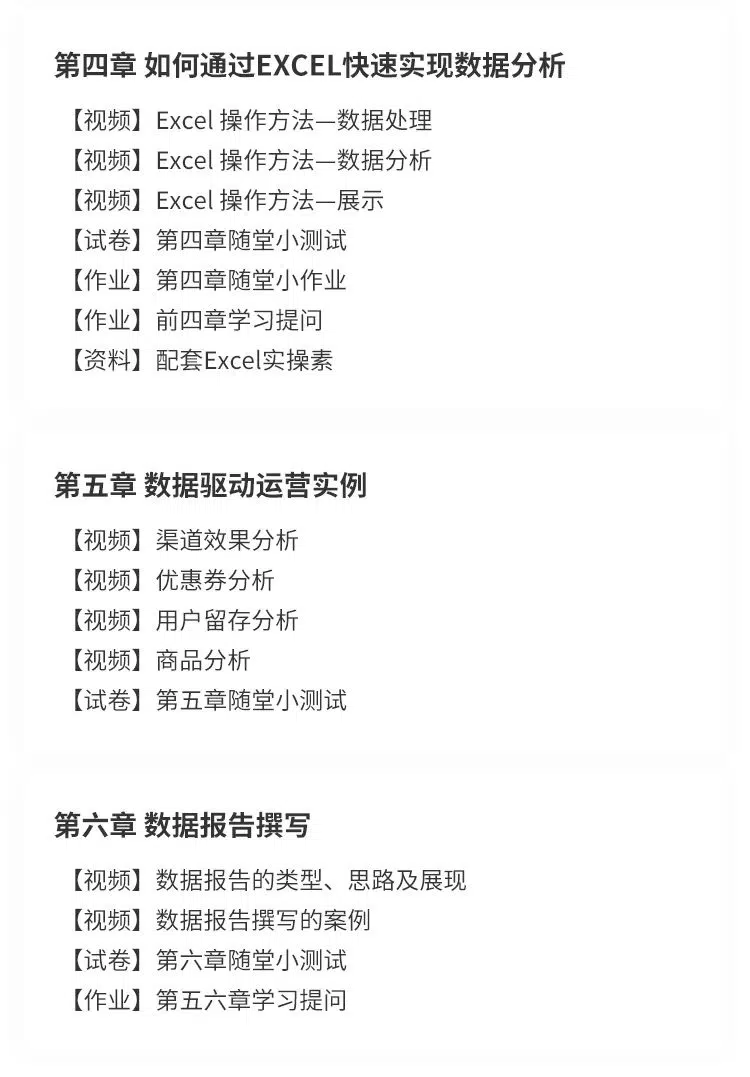 第四章 如何通过EXCEL快速实现数据分析
【视频】Excel 操作方法—数据处理
【视频】Excel 操作方法—数据分析
【视频】Excel 操作方法—展示
【试卷】第四章随堂小测试
【作业】第四章随堂小作业
【作业】前四章学习提问
【资料】配套Excel实操素
第五章 数据驱动运营实例
【视频】渠道效果分析
【视频】优惠券分析
【视频】用户留存分析
【视频】商品分析
【试卷】第五章随堂小测试
第六章 数据报告撰写
【视频】数据报告的类型、思路及展现
【视频】数据报告撰写的案例
【试卷】第六章随堂小测试
【作业】第五六章学习提问